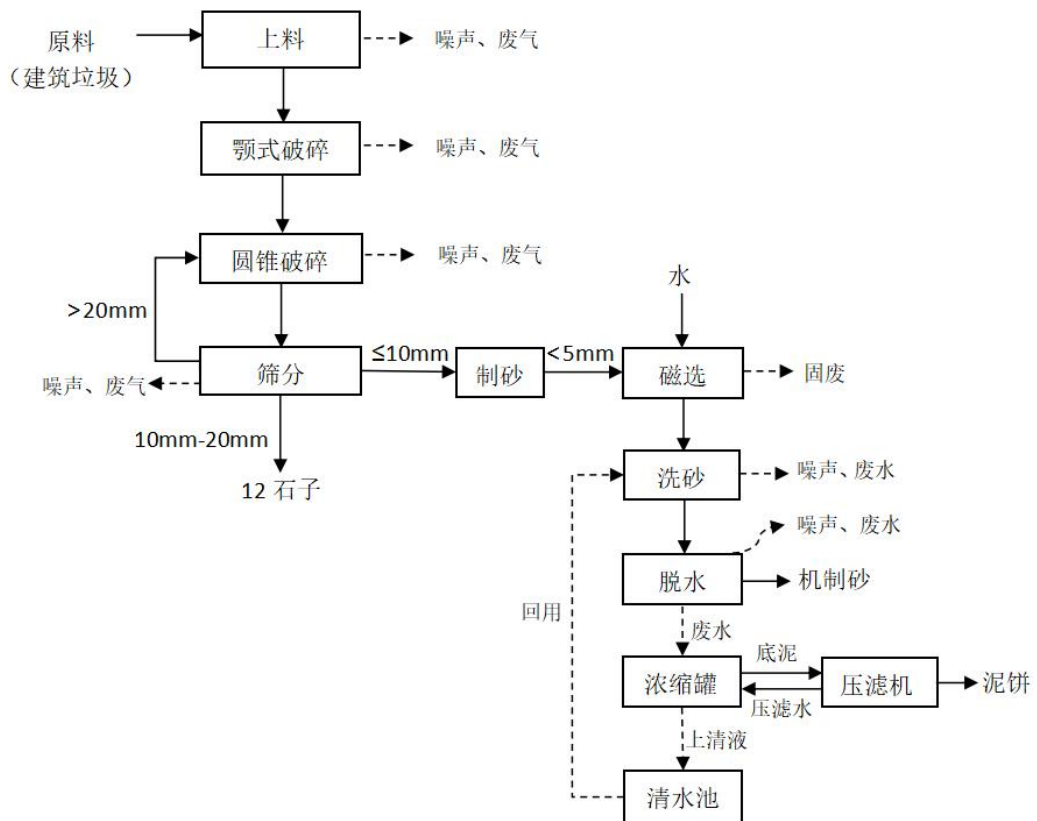 原料
（建筑垃圾）
上料
噪声、废气
颚式破碎
噪声、废气
圆锥破碎
噪声、废气
>20mm
水
筛分
≤10mm
制砂
<5mm
磁选
固废
噪声、废气
10mm-20mm
12 石子
洗砂
噪声、废水
噪声、废水
脱水
机制砂
回用
废水
浓缩罐
底泥
压滤水
压滤机
泥饼
上清液
清水池